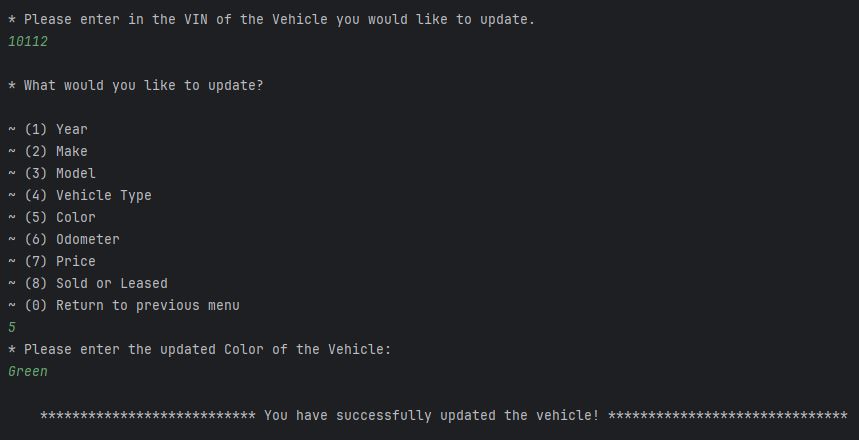 * Please enter in the VIN of the Vehicle you would like to update.
10112
* What would you like to update?
~ (1) Year
~ (2) Make
~ (3) Model
~ (4) Vehicle Type
~ (5) Color
~ (6) Odometer
~ (7) Price
~ (8) Sold or Leased
~ (0) Return to previous menu
5
* Please enter the updated Color of the Vehicle:
Green
*************************** You have successfully updated the vehicle! ******************************